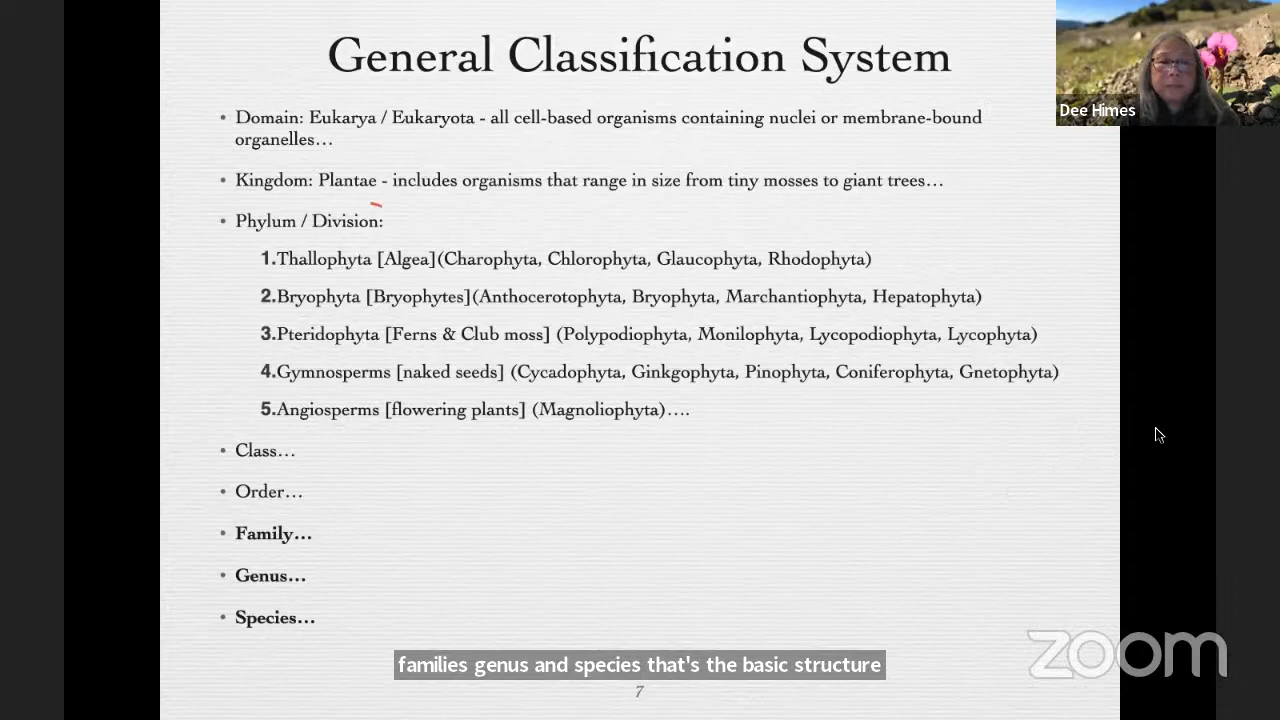 General Classification System
Dee Himes
• Domain: Eukarya / Eukaryota - all cell-based organisms containing nuclei or membrane-bound
organelles…
• Kingdom: Plantae - includes organisms that range in size from tiny mosses to giant trees…
• Phylum / Division:
1.Thallophyta [Algea](Charophyta, Chlorophyta, Glaucophyta, Rhodophyta)
2.Bryophyta [Bryophytes](Anthocerotophyta, Bryophyta, Marchantiophyta, Hepatophyta)
3.Pteridophyta [Ferns & Club moss] (Polypodiophyta, Monilophyta, Lycopodiophyta, Lycophyta)
4.Gymnosperms [naked seeds] (Cycadophyta, Ginkgophyta, Pinophyta, Coniferophyta, Gnetophyta)
5.Angiosperms [flowering plants] (Magnoliophyta)….
• Class…
• Order…
• Family…
• Genus…
• Species…
families genus and species that's the basic structure
zoom
7